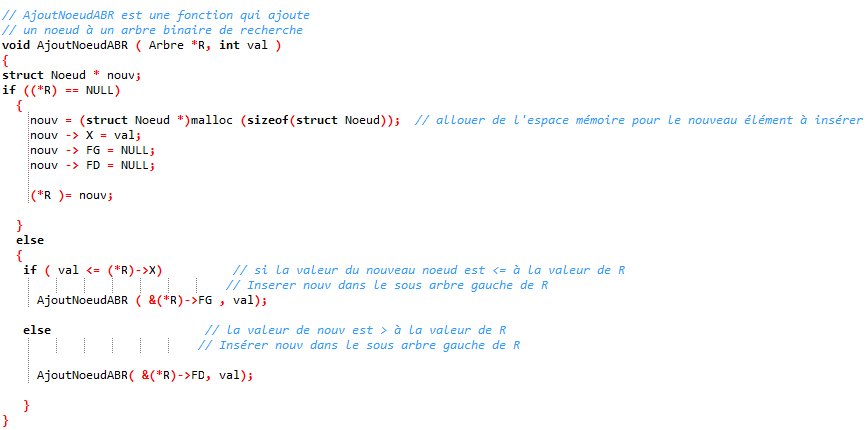 // AjoutNoeudABR est une fonction qui ajoute
// un noeud à un arbre binaire de recherche
void AjoutNoeudABR ( Arbre *R, int val )
{
struct Noeud * nouv;
if ((*R) == NULL)
{
nouv = (struct Noeud *)malloc (sizeof(struct Noeud)); // allouer de l'espace mémoire pour le nouveau élément à insérer
nouv -> X = val;
nouv -> FG = NULL;
nouv -> FD = NULL;
(*R )= nouv;
}
else
{
if ( val <= (*R)->X) // si la valeur du nouveau noeud est <= à la valeur de R
// Inserer nouv dans le sous arbre gauche de R
AjoutNoeudABR ( &(*R)->FG , val);
else // la valeur de nouv est > à la valeur de R
// Insérer nouv dans le sous arbre gauche de R
AjoutNoeudABR( &(*R)->FD, val);
}
}